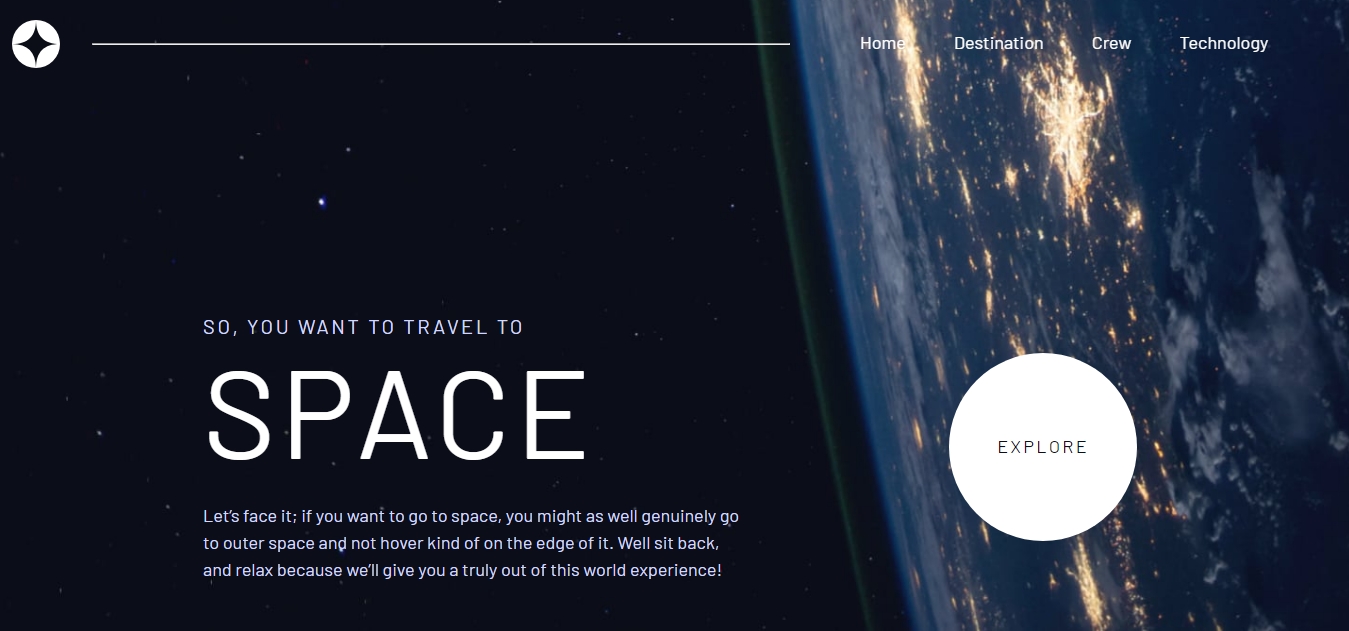 Home Destination Crew Technology
SO, YOU WANT TO TRAVEL TO
SPACE
Let’s face it; if you want to go to space, you might as well genuinely go
to outer space and not hover kind of on the edge of it. Well sit back,
and relax because we’ll give you a truly out of this world experience!
EXPLORE